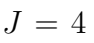 J = 4